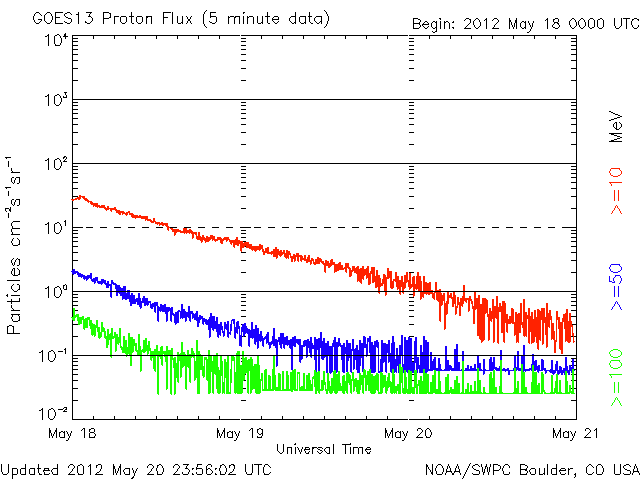 GOES13 Proton Flux (5 minute data)
Begin: 2012 May 18 0000 UTC
10⁴
10³
10²
10¹
10⁰
10⁻¹
10⁻²
Particles cm⁻²s⁻¹sr⁻¹
MeV
>=10
>=50
>=100
May 18
May 19
May 20
May 21
Universal Time
Updated 2012 May 20 23:56:02 UTC
NOAA/SWPC Boulder, CO USA